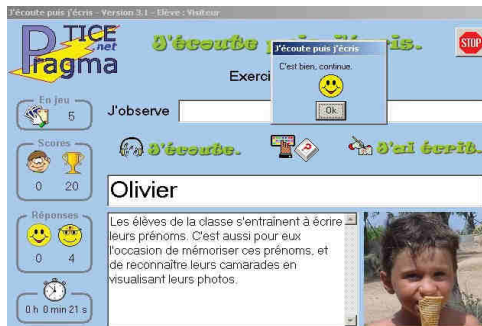 J'écoute puis j'écris - Version 3.1 - Elève : Visiteur
PragmaTICE.net
J'écoute puis j'écris.
STOP
J'écoute puis j'écris
C'est bien, continue.
Ok
Exerci
En jeu
5
J'observe
J'écoute.
?
J'ai écrit.
Scores
0 20
Olivier
Réponses
0 4
Les élèves de la classe s'entraînent à écrire
leurs prénoms. C'est aussi pour eux
l'occasion de mémoriser ces prénoms, et
de reconnaître leurs camarades en
visualisant leurs photos.
0 h 0 min 21 s